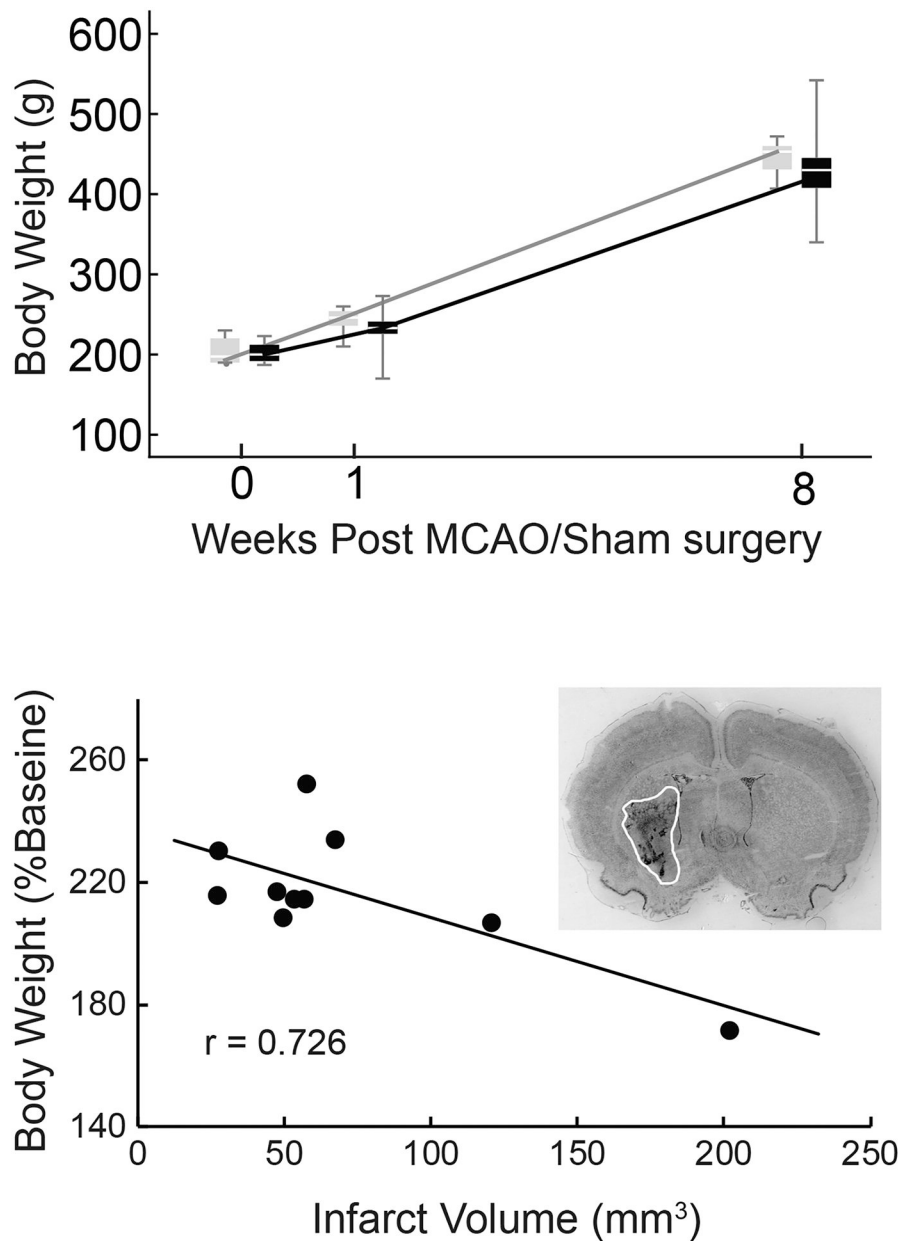 600
500
400
300
200
100
Body Weight (g)
0 1 8
Weeks Post MCAO/Sham surgery
260
220
180
140
Body Weight (%Baseline)
r = 0.726
0 50 100 150 200 250
Infarct Volume (mm³)